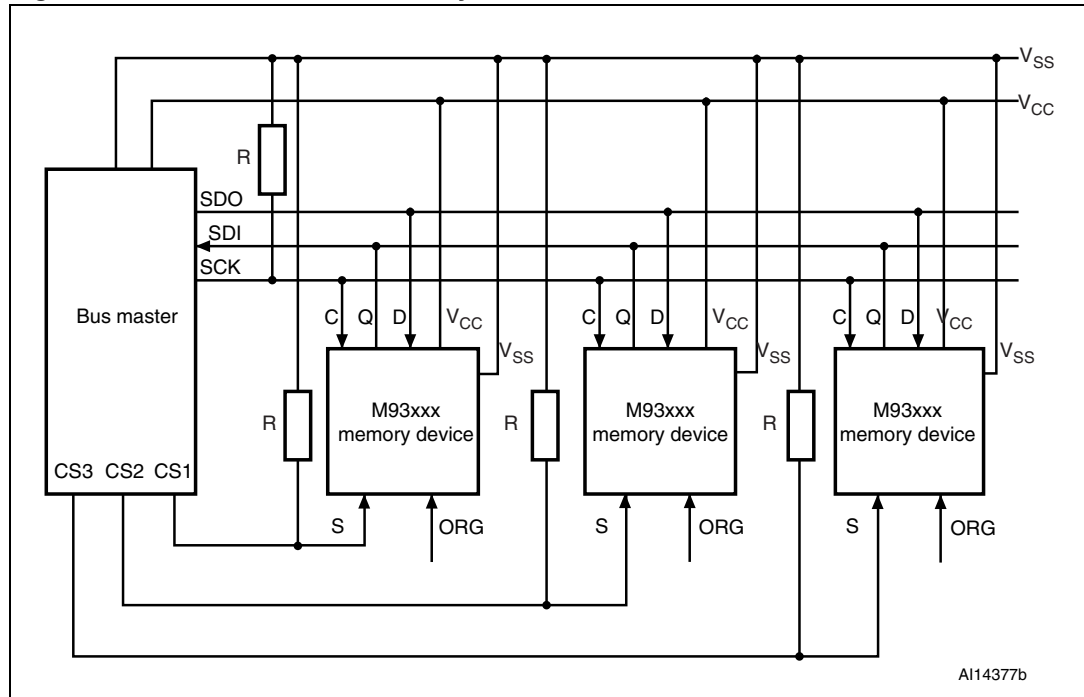 VSS
VCC
R
SDO
SDI
SCK
Bus master
C Q D VCC
VSS
C Q D VCC
VSS
C Q D VCC
VSS
R
M93xxx
memory device
R
M93xxx
memory device
R
M93xxx
memory device
CS3 CS2 CS1
S ORG
S ORG
S ORG
AI14377b